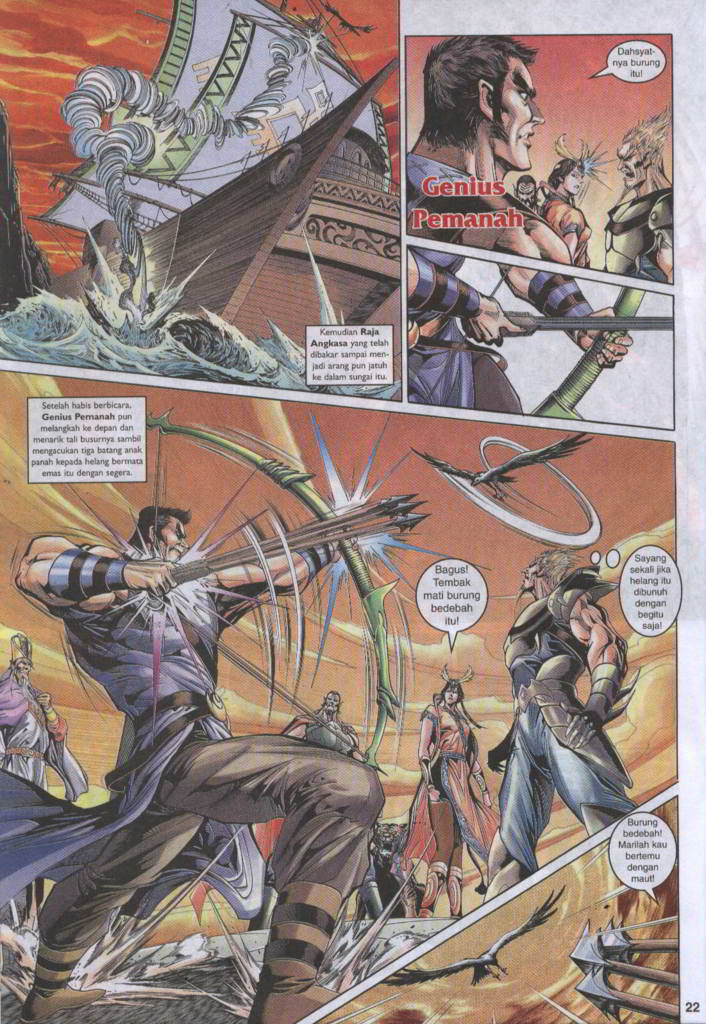 Kemudian Raja
Angkasa yang telah
dibakar sampai men-
jadi arang pun jatuh
ke dalam sungai itu.
Dahsyat-
nya burung
itu!
Genius
Pemanah
Setelah habis berbicara,
Genius Pemanah pun
melangkah ke depan dan
menarik tali busurnya sambil
mengacukan tiga batang anak
panah kepada helang bermata
emas itu dengan segera.
Bagus!
Tembak
mati burung
bedebah
itu!
Sayang
sekali jika
helang itu
dibunuh
dengan
begitu
saja!
Burung
bedebah!
Marilah kau
bertemu
dengan
maut!
22